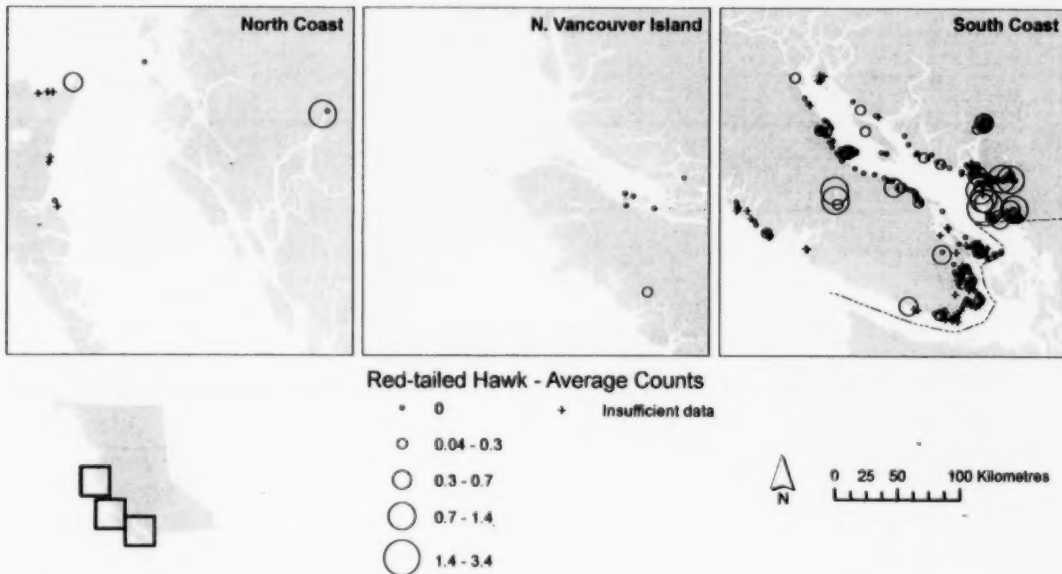 North Coast
N. Vancouver Island
South Coast
Red-tailed Hawk - Average Counts
0
+ Insufficient data
0.04 - 0.3
0.3 - 0.7
0.7 - 1.4
1.4 - 3.4
N
0 25 50 100 Kilometres